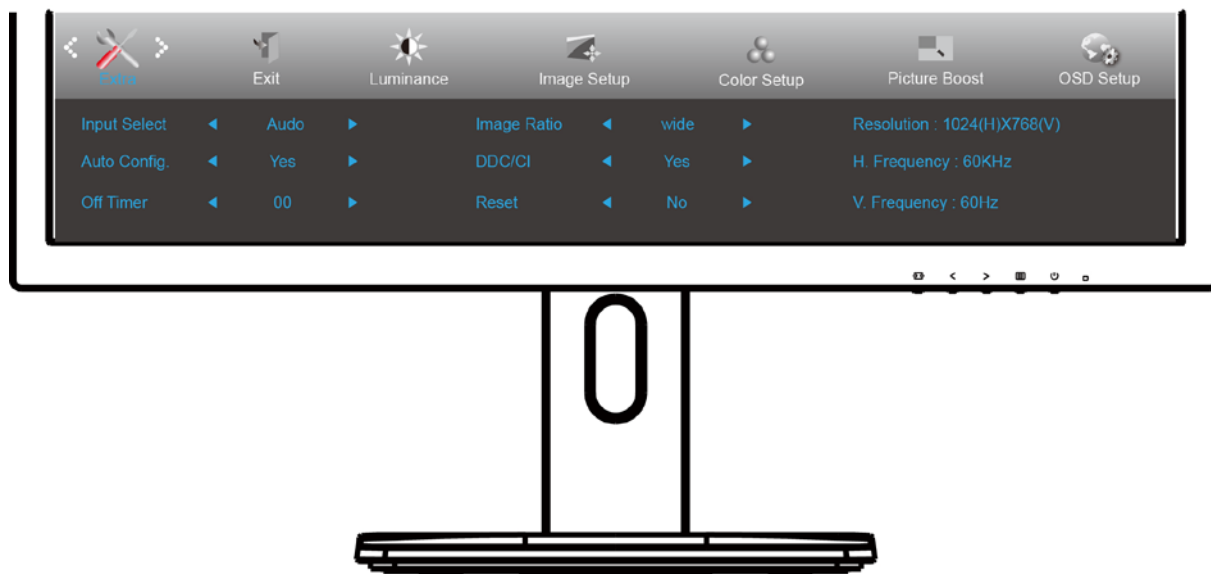 Extra
Exit
Luminance
Image Setup
Color Setup
Picture Boost
OSD Setup
Input Select Audo Image Ratio wide Resolution : 1024(H)X768(V)
Auto Config. Yes DDC/CI Yes H. Frequency : 60KHz
Off Timer 00 Reset No V. Frequency : 60Hz